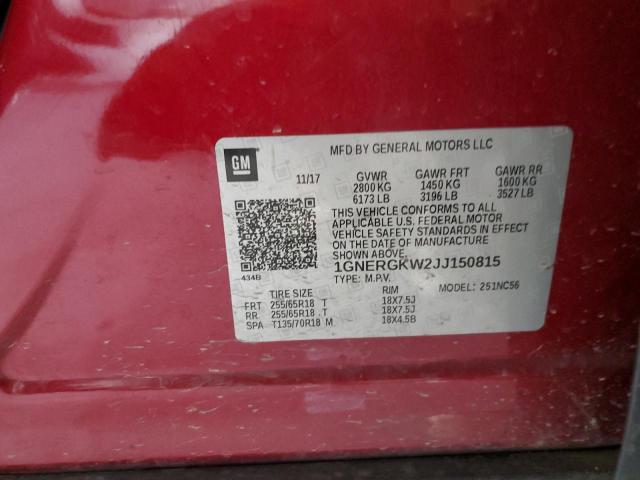 GM
MFD BY GENERAL MOTORS LLC
11/17 GVWR GAWR FRT GAWR RR
2800 KG 1450 KG 1600 KG
6173 LB 3196 LB 3527 LB
THIS VEHICLE CONFORMS TO ALL
APPLICABLE U.S. FEDERAL MOTOR
VEHICLE SAFETY STANDARDS IN EFFECT
ON THE DATE OF MANUFACTURE
SHOWN ABOVE.
1GNERGKW2JJ150815
434B
TYPE: M.P.V. MODEL: 251NC56
TIRE SIZE RIM
FRT 255/65R18 T 18X7.5J
RR 255/65R18 T 18X7.5J
SPA T135/70R18 M 18X4.5B